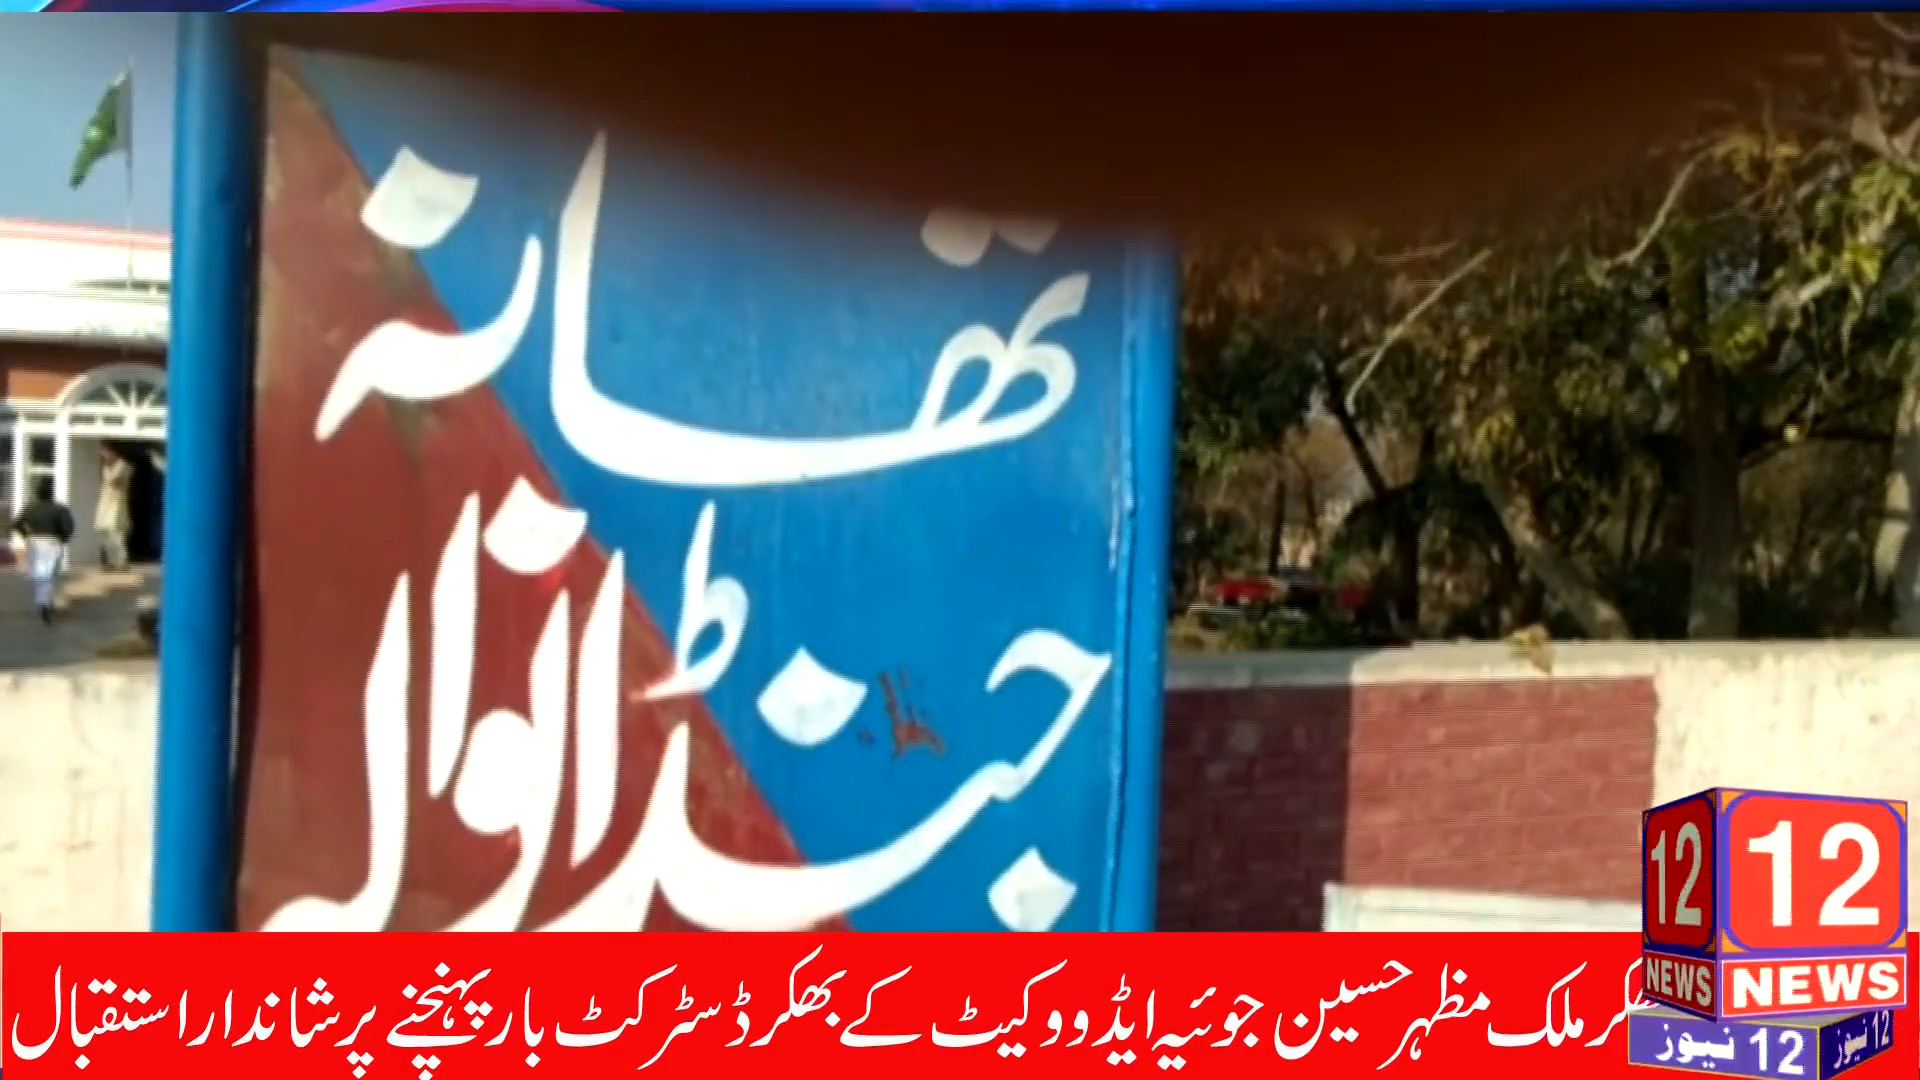 تھانہ
جنڈانوالہ
بھکر ملک مظہر حسین جوئیہ ایڈووکیٹ کے بھکر ڈسٹرکٹ بار پہنچنے پر شاندار استقبال
12
12
NEWS
NEWS
12 نیوز
12 نیوز